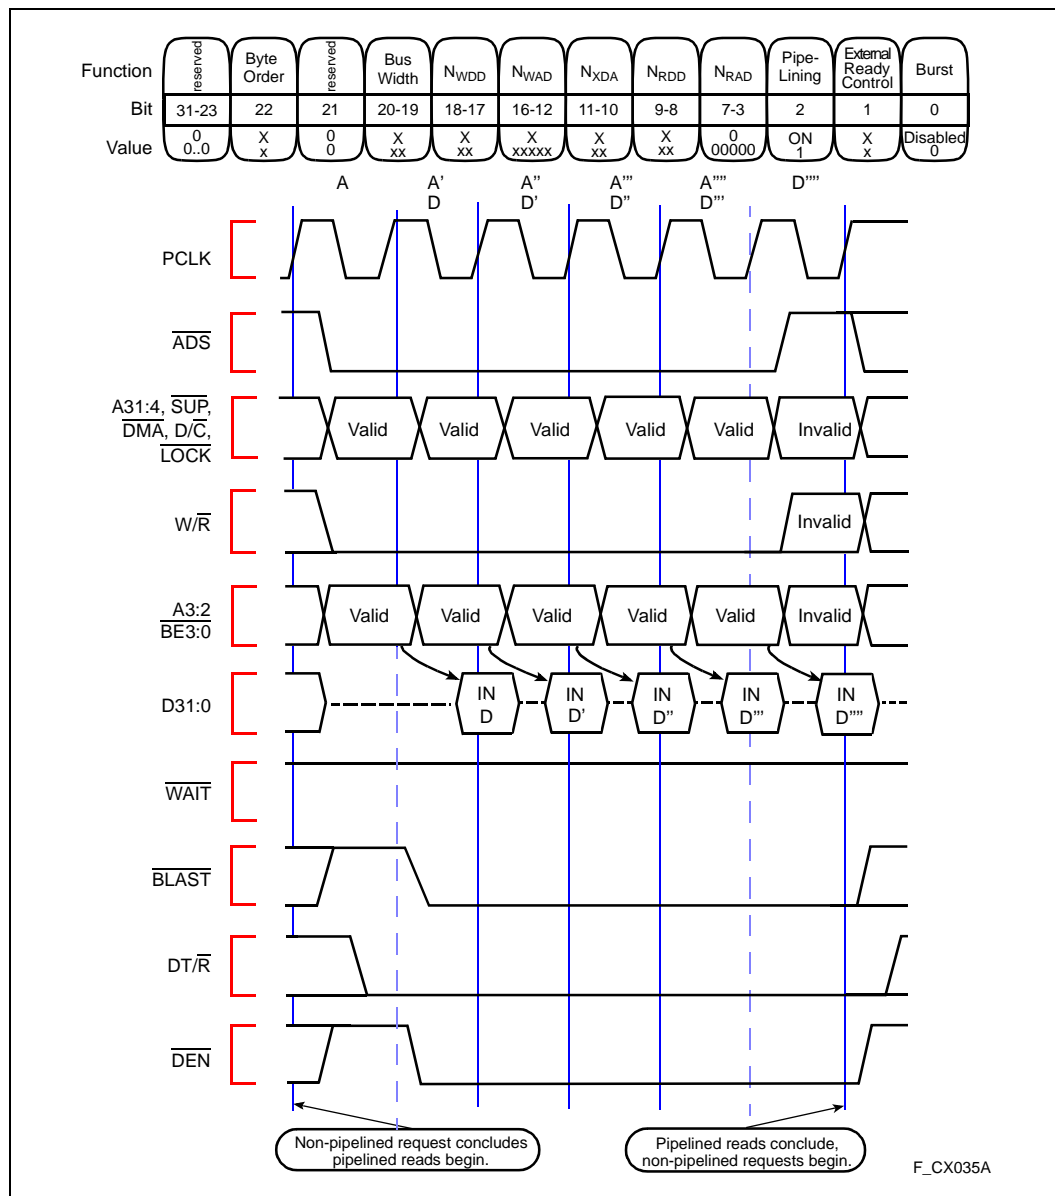 Function
reserved
Byte
Order
reserved
Bus
Width
NWDD
NWAD
NXDA
NRDD
NRAD
Pipe-
Lining
External
Ready
Control
Burst
Bit 31-23 22 21 20-19 18-17 16-12 11-10 9-8 7-3 2 1 0
Value
0 X 0 X X X X X 0 ON X Disabled
0..0 x 0 xx xx xxxxx xx xx 00000 1 x 0
A A' A'' A''' A'''' D''''
D D' D'' D'''
PCLK
ADS
A31:4, SUP,
DMA, D/C,
LOCK
Valid Valid Valid Valid Valid Invalid
W/R
Invalid
A3:2
BE3:0
Valid Valid Valid Valid Valid Invalid
D31:0
IN IN IN IN IN
D D' D'' D''' D''''
WAIT
BLAST
DT/R
DEN
Non-pipelined request concludes
pipelined reads begin.
Pipelined reads conclude,
non-pipelined requests begin.
F_CX035A